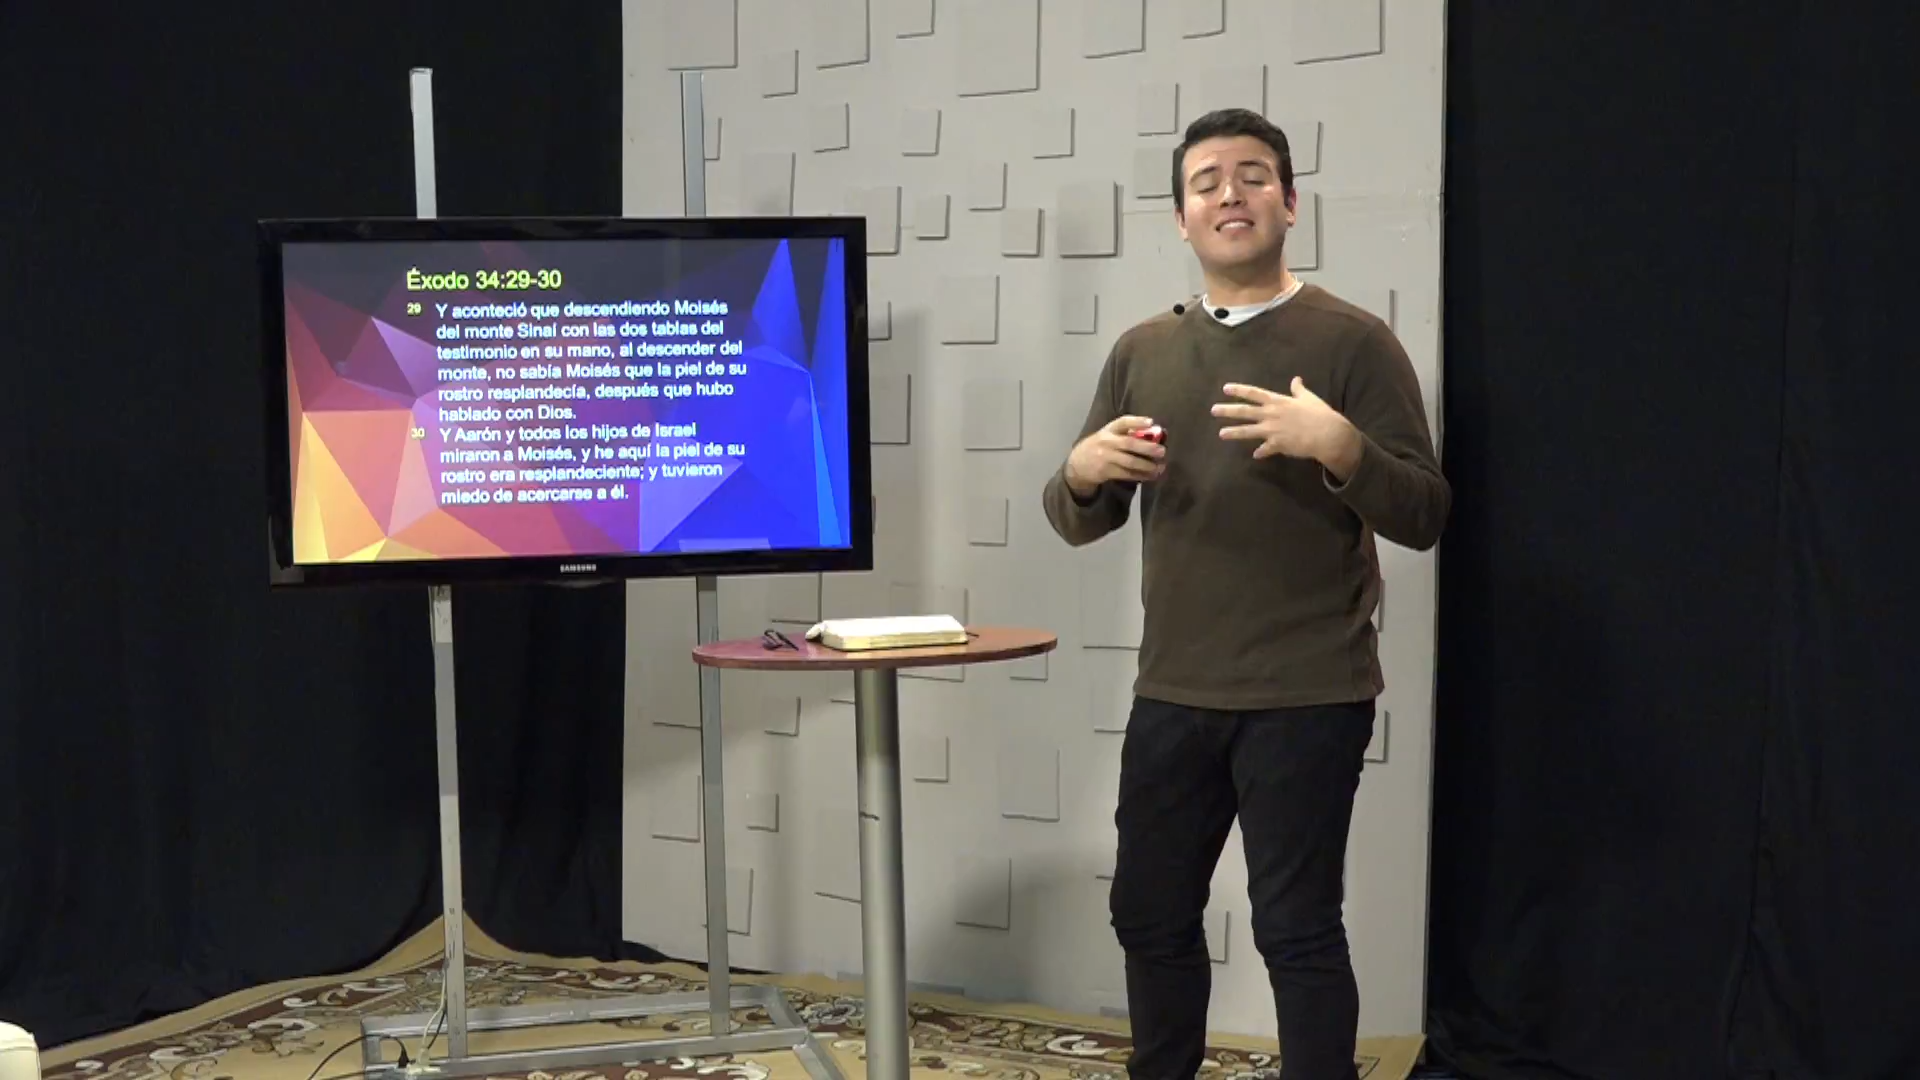 Éxodo 34:29-30
29 Y aconteció que descendiendo Moisés
del monte Sinaí con las dos tablas del
testimonio en su mano, al descender del
monte, no sabía Moisés que la piel de su
rostro resplandecía, después que hubo
hablado con Dios.
30 Y Aarón y todos los hijos de Israel
miraron a Moisés, y he aquí la piel de su
rostro era resplandeciente; y tuvieron
miedo de acercarse a él.
SAMSUNG